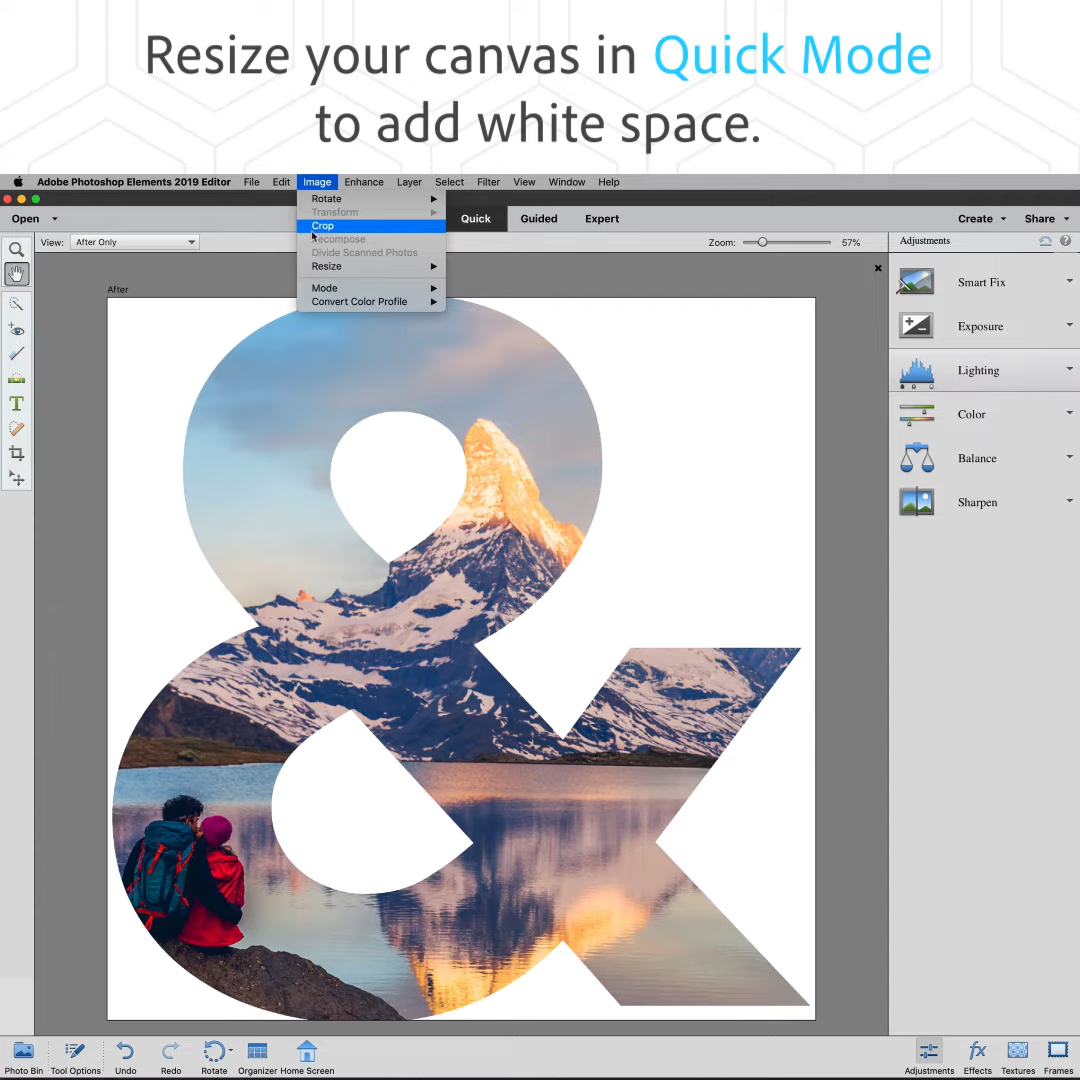 Resize your canvas in Quick Mode
to add white space.
Adobe Photoshop Elements 2019 Editor File Edit Image Enhance Layer Select Filter View Window Help
Open Quick Guided Expert Create Share
View: After Only Zoom: 57% Adjustments
Rotate
Transform
Crop
Recompose
Divide Scanned Photos
Resize
Mode
Convert Color Profile
After
Smart Fix
Exposure
Lighting
Color
Balance
Sharpen
T
&
Photo Bin Tool Options Undo Redo Rotate Organizer Home Screen Adjustments fx Effects Textures Frames